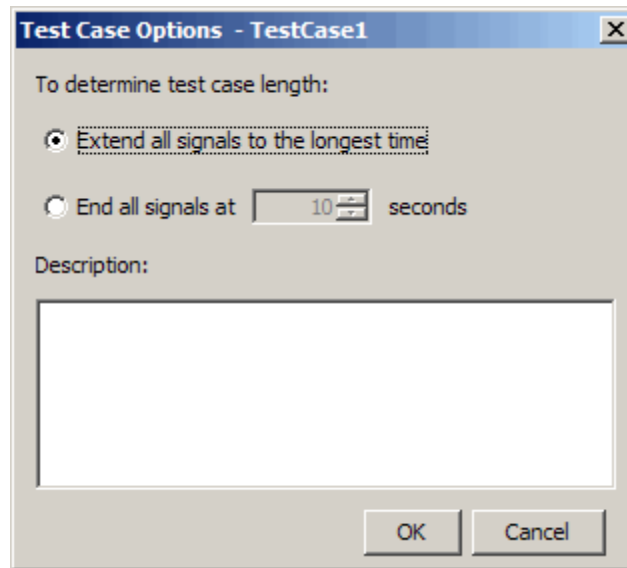 Test Case Options - TestCase1
To determine test case length:
Extend all signals to the longest time
End all signals at 10 seconds
Description:
OK Cancel